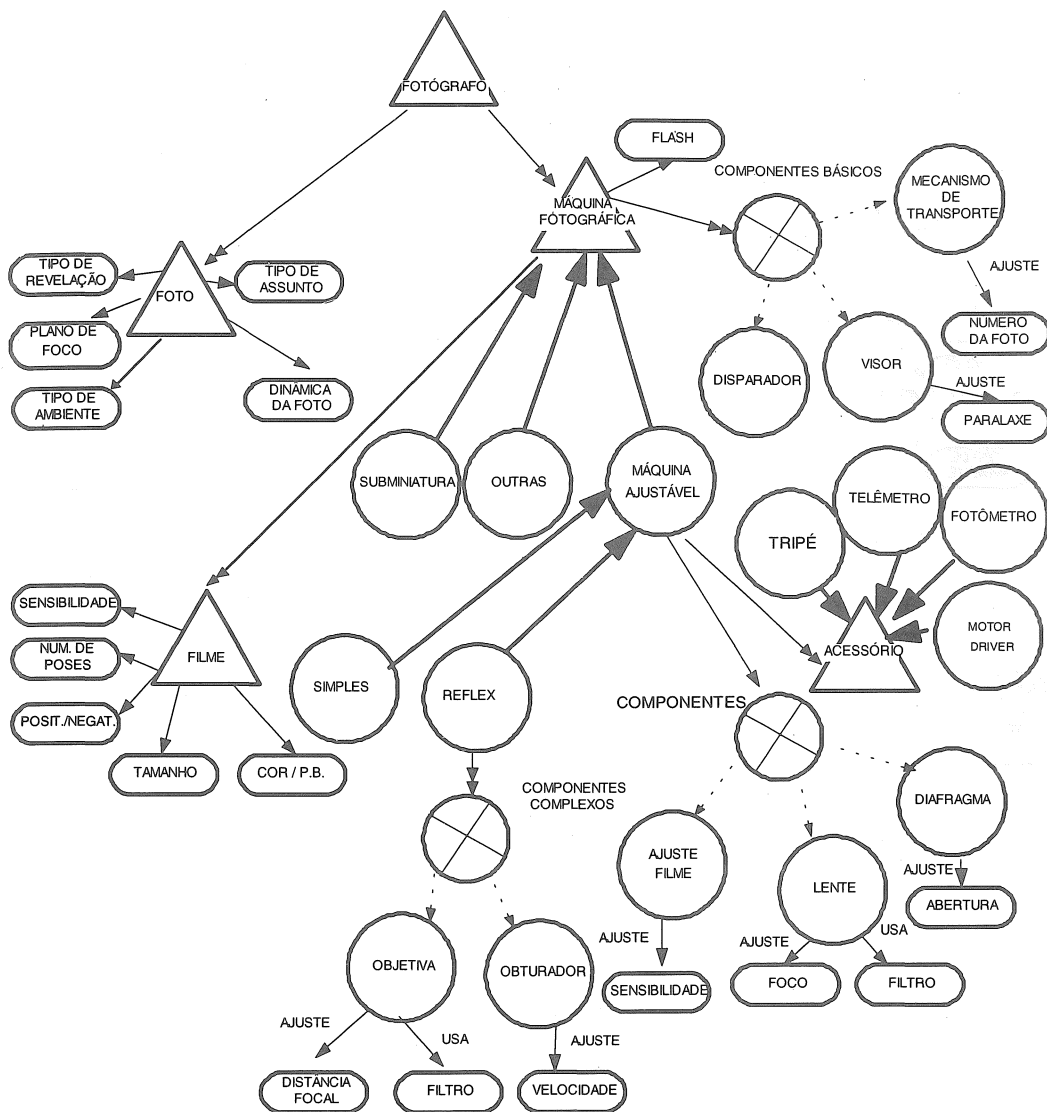 FOTÓGRAFO
FLASH
COMPONENTES BÁSICOS
MECANISMO
DE
TRANSPORTE
MÁQUINA
FOTOGRÁFICA
TIPO DE
REVELAÇÃO
TIPO DE
ASSUNTO
FOTO
AJUSTE
PLANO DE
FOCO
NUMERO
DA FOTO
DISPARADOR
VISOR
AJUSTE
TIPO DE
AMBIENTE
DINÂMICA
DA FOTO
PARALAXE
SUBMINIATURA
OUTRAS
MÁQUINA
AJUSTÁVEL
TELÊMETRO
FOTÔMETRO
TRIPÉ
SENSIBILIDADE
NUM. DE
POSES
FILME
POSIT./NEGAT.
SIMPLES
REFLEX
ACESSÓRIO
MOTOR
DRIVER
COMPONENTES
TAMANHO
COR / P.B.
COMPONENTES
COMPLEXOS
DIAFRAGMA
AJUSTE
FILME
LENTE
AJUSTE
ABERTURA
AJUSTE
AJUSTE
USA
OBJETIVA
OBTURADOR
SENSIBILIDADE
FOCO
FILTRO
AJUSTE
USA
AJUSTE
DISTÂNCIA
FOCAL
FILTRO
VELOCIDADE